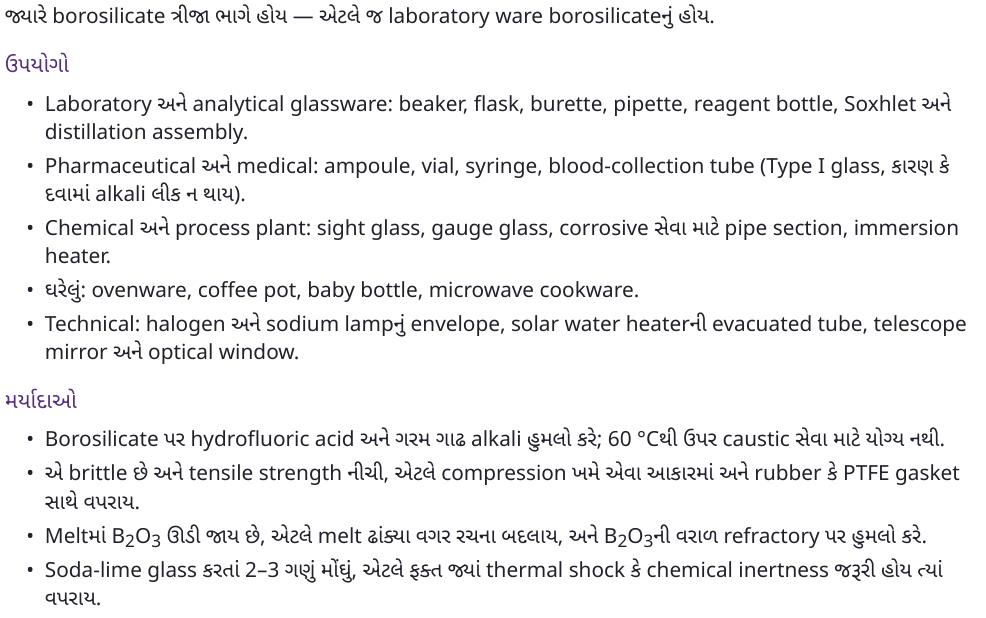 જ્યારે borosilicate ત્રીજા ભાગે હોય — એટલે જ laboratory ware borosilicateનું હોય.
ઉપયોગો
• Laboratory અને analytical glassware: beaker, flask, burette, pipette, reagent bottle, Soxhlet અને
distillation assembly.
• Pharmaceutical અને medical: ampoule, vial, syringe, blood-collection tube (Type I glass, કારણ કે
દવામાં alkali લીક ન થાય).
• Chemical અને process plant: sight glass, gauge glass, corrosive સેવા માટે pipe section, immersion
heater.
• ઘરેલું: ovenware, coffee pot, baby bottle, microwave cookware.
• Technical: halogen અને sodium lampનું envelope, solar water heaterની evacuated tube, telescope
mirror અને optical window.
મર્યાદાઓ
• Borosilicate પર hydrofluoric acid અને ગરમ ગાઢ alkali હુમલો કરે; 60 °Cથી ઉપર caustic સેવા માટે યોગ્ય નથી.
• એ brittle છે અને tensile strength નીચી, એટલે compression ખમે એવા આકારમાં અને rubber કે PTFE gasket
સાથે વપરાય.
• Meltમાં B₂O₃ ઊડી જાય છે, એટલે melt ઢાંક્યા વગર રચના બદલાય, અને B₂O₃ની વરાળ refractory પર હુમલો કરે.
• Soda-lime glass કરતાં 2–3 ગણું મોંઘું, એટલે ફક્ત જ્યાં thermal shock કે chemical inertness જરૂરી હોય ત્યાં
વપરાય.